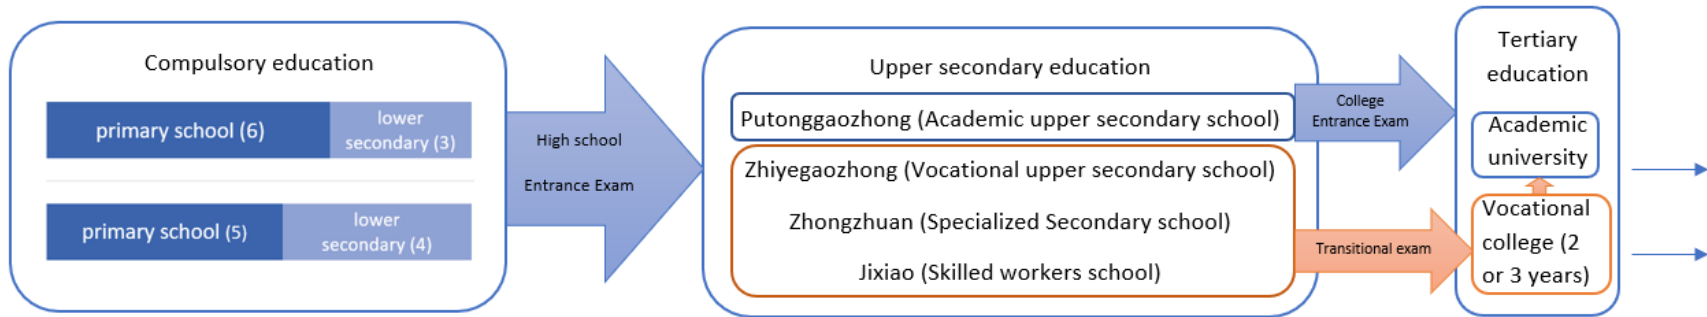 Compulsory education
primary school (6)
lower
secondary (3)
primary school (5)
lower
secondary (4)
High school
Entrance Exam
Upper secondary education
Putonggaozhong (Academic upper secondary school)
Zhiyegaozhong (Vocational upper secondary school)
Zhongzhuan (Specialized Secondary school)
Jixiao (Skilled workers school)
College
Entrance Exam
Transitional exam
Tertiary
education
Academic
university
Vocational
college (2
or 3 years)